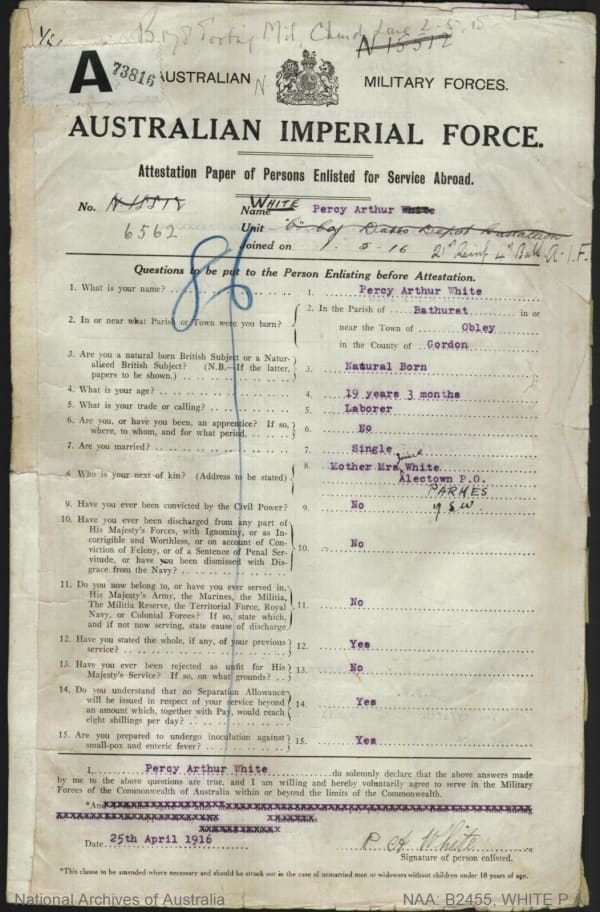 A 73816
N 15512
AUSTRALIAN N MILITARY FORCES.
AUSTRALIAN IMPERIAL FORCE.
Attestation Paper of Persons Enlisted for Service Abroad.
No. N 15512 WHITE
Name Percy Arthur White
6562 Unit "C" Coy Depot Battalion
Joined on 1-5-16 21st Reinf 4th Batt. A.I.F.
86
Questions to be put to the Person Enlisting before Attestation.
1. What is your name? 1. Percy Arthur White
2. In or near what Parish or Town were you born? 2. In the Parish of Bathurst in or
near the Town of Obley
in the County of Gordon
3. Are you a natural born British Subject or a Natur-
alized British Subject? (N.B.—If the latter,
papers to be shown.) 3. Natural Born
4. What is your age? 4. 19 years 3 months
5. What is your trade or calling? 5. Laborer
6. Are you, or have you been, an apprentice? If so,
where, to whom, and for what period. 6. No
7. Are you married? 7. Single
8. Who is your next of kin? (Address to be stated) 8. Mother Mrs White
Alectown P.O.
PARKES
N.S.W.
9. Have you ever been convicted by the Civil Power? 9. No
10. Have you ever been discharged from any part of
His Majesty's Forces, with Ignominy, or as In-
corrigible and Worthless, or on account of Con-
viction of Felony, or of a Sentence of Penal Ser-
vitude, or have you been dismissed with Dis-
grace from the Navy? 10. No
11. Do you now belong to, or have you ever served in,
His Majesty's Army, the Marines, the Militia,
The Militia Reserve, the Territorial Force, Royal
Navy, or Colonial Forces? If so, state which,
and if not now serving, state cause of discharge 11. No
12. Have you stated the whole, if any, of your previous
service? 12. Yes
13. Have you ever been rejected as unfit for His
Majesty's Service? If so, on what grounds? 13. No
14. Do you understand that no Separation Allowance
will be issued in respect of your service beyond
an amount which, together with Pay, would reach
eight shillings per day? 14. Yes
15. Are you prepared to undergo inoculation against
small-pox and enteric fever? 15. Yes
I, Percy Arthur White do solemnly declare that the above answers made
by me to the above questions are true, and I am willing and hereby voluntarily agree to serve in the Military
Forces of the Commonwealth of Australia within or beyond the limits of the Commonwealth.
*And
Date 25th April 1916 P A White
Signature of person enlisted.
*This clause to be amended where necessary and should be struck out in the case of unmarried men or widowers without children under 18 years of age.
National Archives of Australia NAA: B2455, WHITE P A